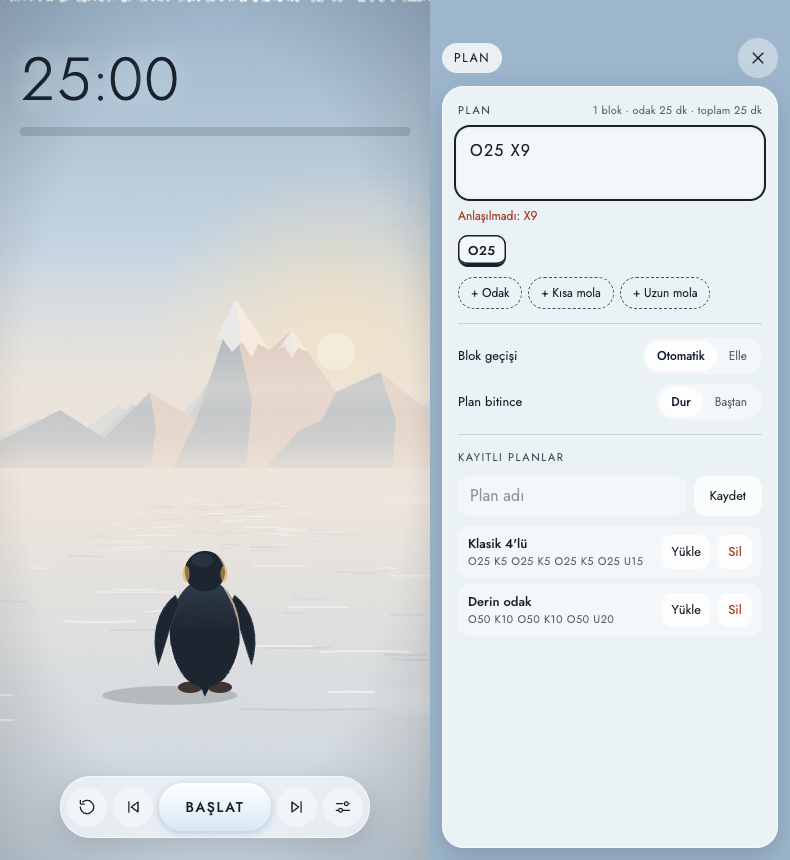 25:00
BAŞLAT
PLAN
PLAN
1 blok · odak 25 dk · toplam 25 dk
O25 X9
Anlaşılmadı: X9
O25
+ Odak
+ Kısa mola
+ Uzun mola
Blok geçişi
Otomatik
Elle
Plan bitince
Dur
Baştan
KAYITLI PLANLAR
Plan adı
Kaydet
Klasik 4'lü
O25 K5 O25 K5 O25 K5 O25 U15
Yükle
Sil
Derin odak
O50 K10 O50 K10 O50 U20
Yükle
Sil